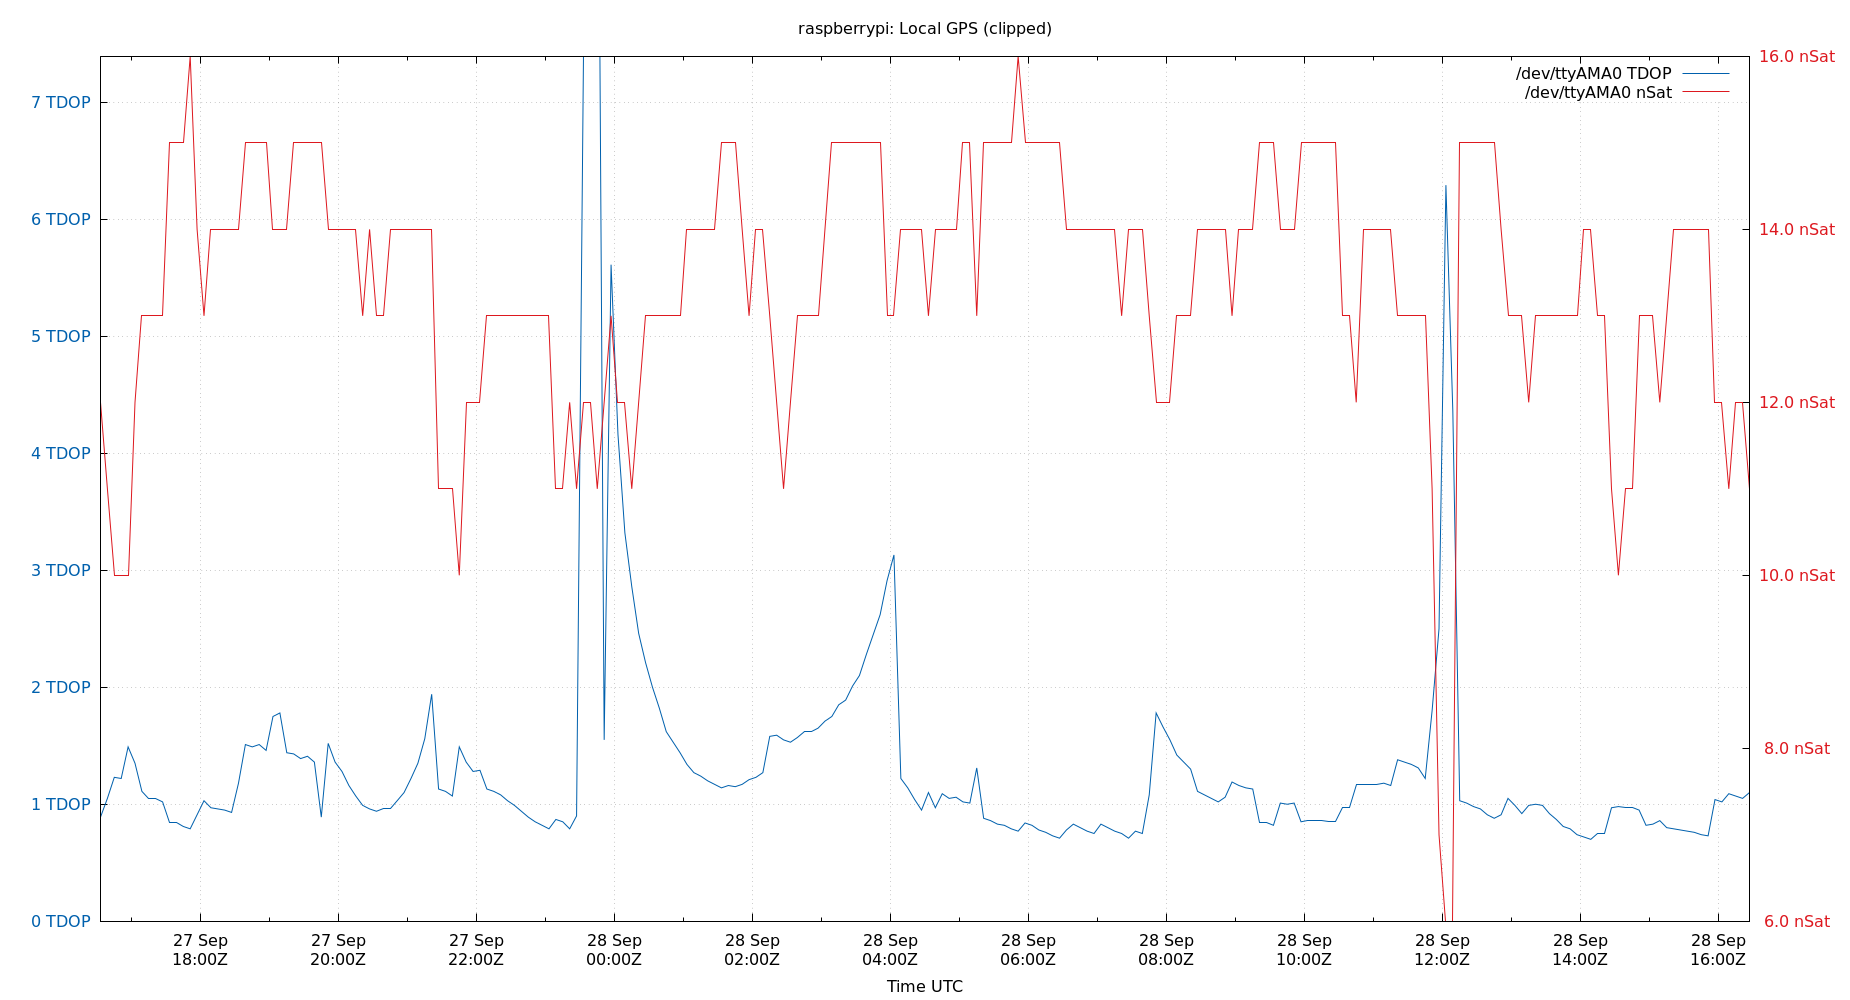 raspberrypi: Local GPS (clipped)
/dev/ttyAMA0 TDOP
/dev/ttyAMA0 nSat
7 TDOP
6 TDOP
5 TDOP
4 TDOP
3 TDOP
2 TDOP
1 TDOP
0 TDOP
16.0 nSat
14.0 nSat
12.0 nSat
10.0 nSat
8.0 nSat
6.0 nSat
27 Sep
18:00Z
27 Sep
20:00Z
27 Sep
22:00Z
28 Sep
00:00Z
28 Sep
02:00Z
28 Sep
04:00Z
28 Sep
06:00Z
28 Sep
08:00Z
28 Sep
10:00Z
28 Sep
12:00Z
28 Sep
14:00Z
28 Sep
16:00Z
Time UTC